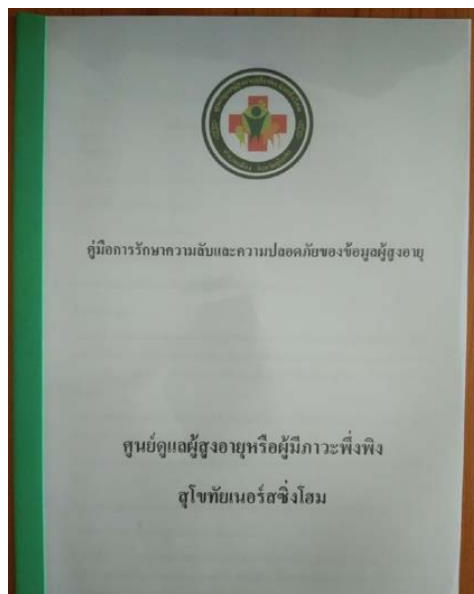 คู่มือการรักษาความลับและความปลอดภัยของข้อมูลผู้สูงอายุ
ศูนย์ดูแลผู้สูงอายุหรือผู้มีภาวะพึ่งพิง
สุโขทัยเนอร์สซิ่งโฮม